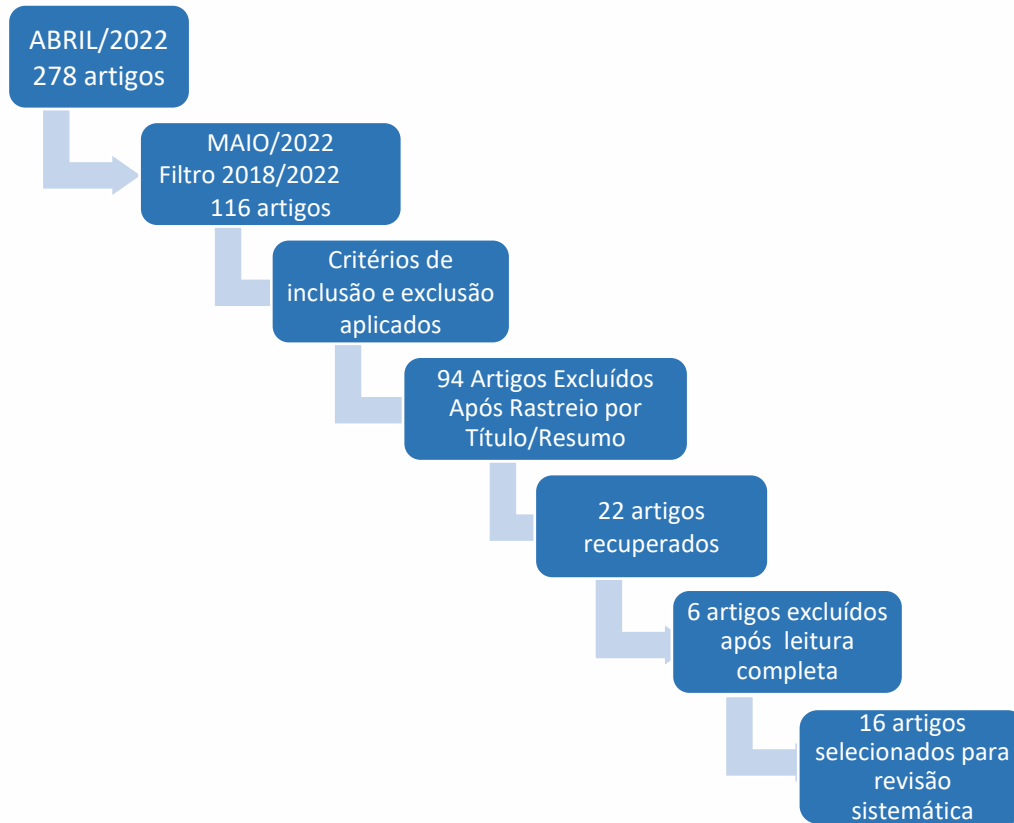 ABRIL/2022
278 artigos
MAIO/2022
Filtro 2018/2022
116 artigos
Critérios de
inclusão e exclusão
aplicados
94 Artigos Excluídos
Após Rastreio por
Título/Resumo
22 artigos
recuperados
6 artigos excluídos
após leitura
completa
16 artigos
selecionados para
revisão
sistemática